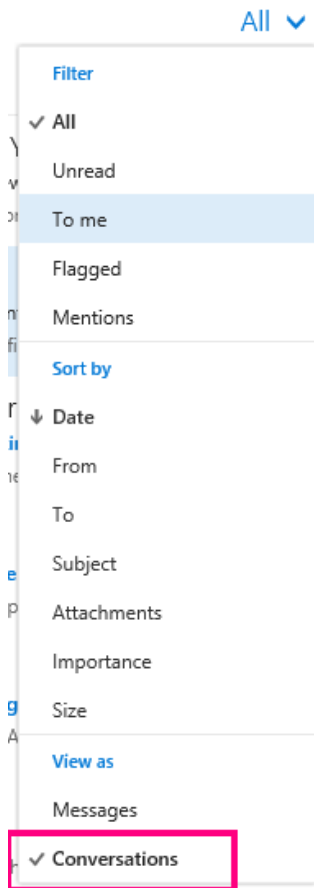 All
Filter
All
Unread
To me
Flagged
Mentions
Sort by
Date
From
To
Subject
Attachments
Importance
Size
View as
Messages
Conversations